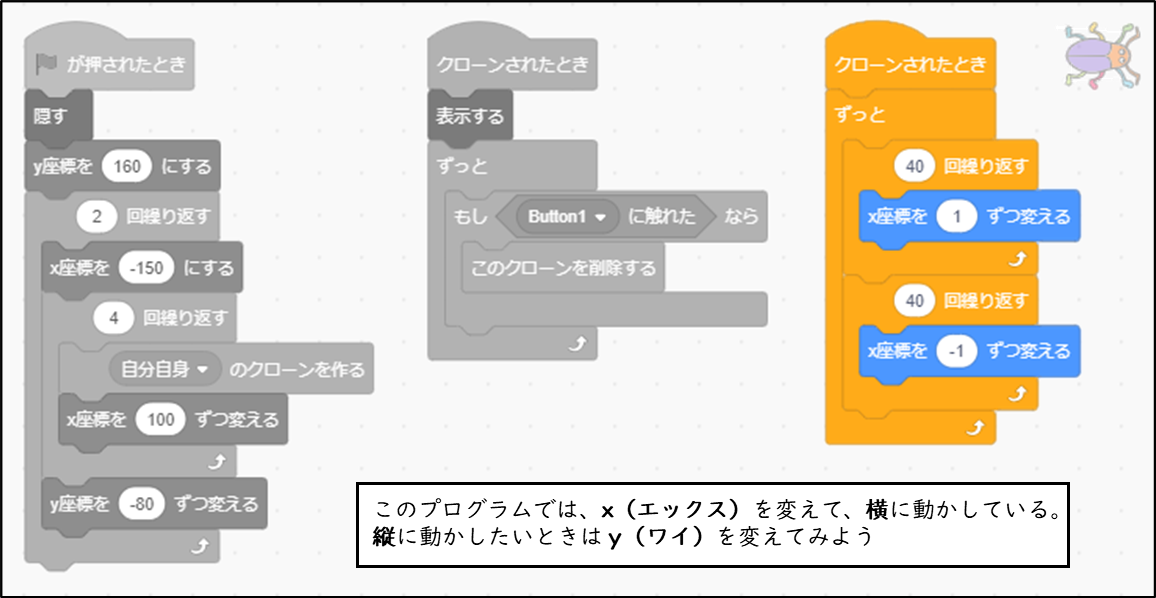 が押されたとき
隠す
y座標を 160 にする
2 回繰り返す
x座標を -150 にする
4 回繰り返す
自分自身 のクローンを作る
x座標を 100 ずつ変える
y座標を -80 ずつ変える
クローンされたとき
表示する
ずっと
もし Button1 に触れた なら
このクローンを削除する
クローンされたとき
ずっと
40 回繰り返す
x座標を 1 ずつ変える
40 回繰り返す
x座標を -1 ずつ変える
このプログラムでは、x（エックス）を変えて、横に動かしている。
縦に動かしたいときは y（ワイ）を変えてみよう